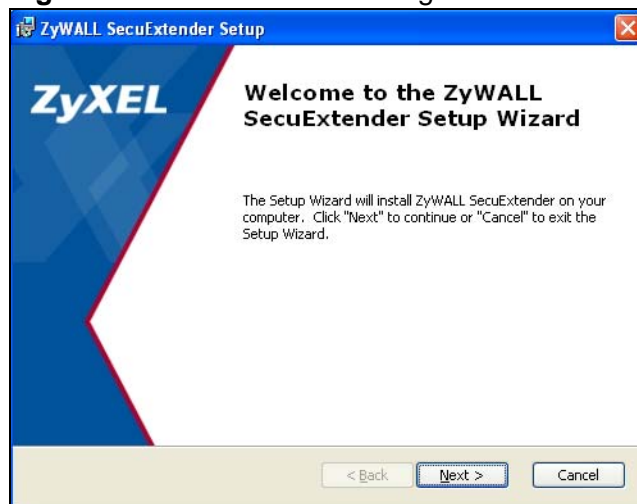 ZyWALL SecuExtender Setup
ZyXEL
Welcome to the ZyWALL
SecuExtender Setup Wizard
The Setup Wizard will install ZyWALL SecuExtender on your
computer. Click "Next" to continue or "Cancel" to exit the
Setup Wizard.
< Back
Next >
Cancel